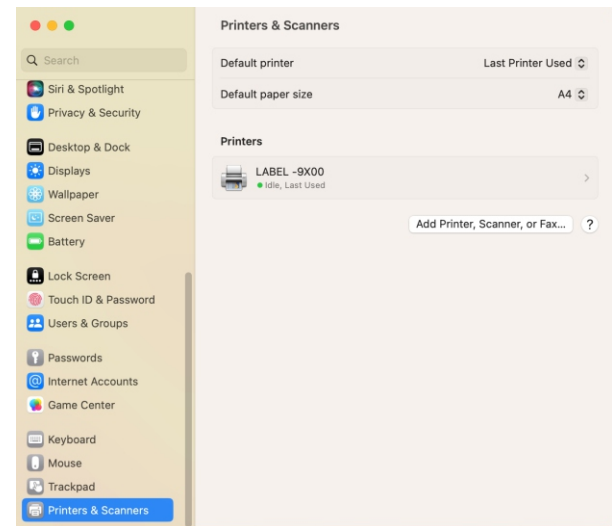 Search
Siri & Spotlight
Privacy & Security
Desktop & Dock
Displays
Wallpaper
Screen Saver
Battery
Lock Screen
Touch ID & Password
Users & Groups
Passwords
Internet Accounts
Game Center
Keyboard
Mouse
Trackpad
Printers & Scanners
Printers & Scanners
Default printer Last Printer Used
Default paper size A4
Printers
LABEL -9X00
Idle, Last Used
Add Printer, Scanner, or Fax... ?